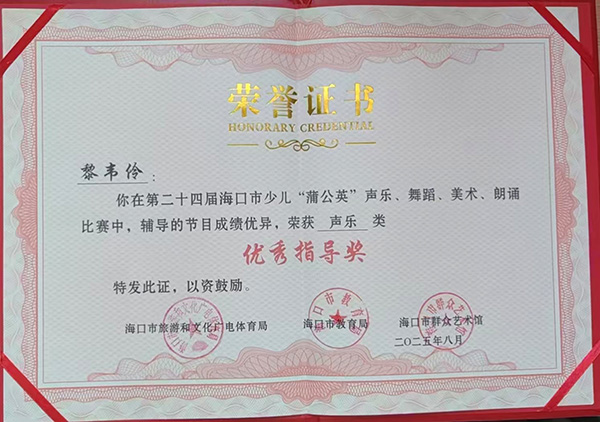 荣誉证书
HONORARY CREDENTIAL
黎韦伶：
你在第二十四届海口市少儿“蒲公英”声乐、舞蹈、美术、朗诵
比赛中，辅导的节目成绩优异，荣获 声乐 类
优秀指导奖
特发此证，以资鼓励。
海口市旅游和文化广电体育局 海口市教育局 海口市群众艺术馆
二〇二五年八月